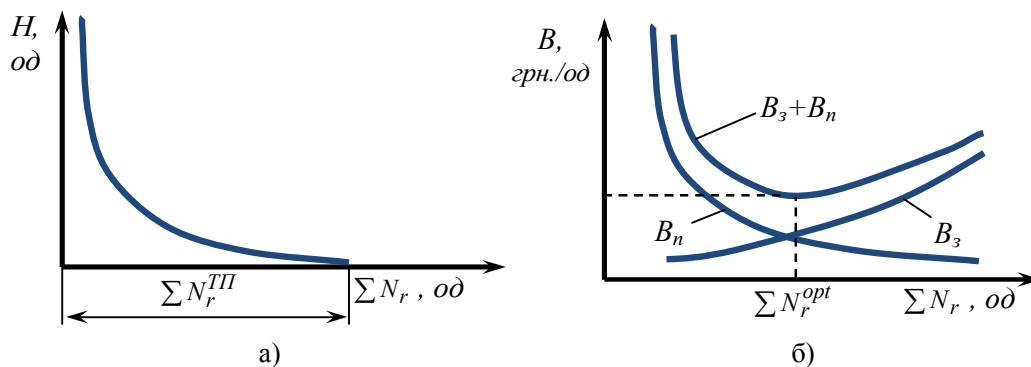 H,
од
∑ N_r^{ТП}
∑ N_r , од
а)
В,
грн./од
В_з+В_п
В_п
В_з
∑ N_r^{opt}
∑ N_r , од
б)